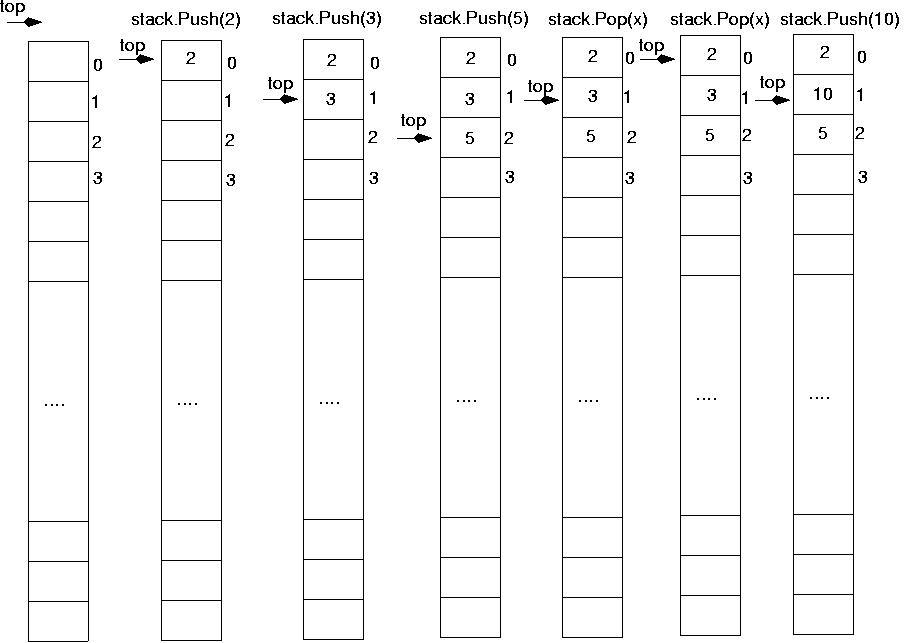 top
stack.Push(2) stack.Push(3) stack.Push(5) stack.Pop(x) stack.Pop(x) stack.Push(10)
top 2 0 2 0 2 0 2 0 top 2 0 2 0
0
top 3 1 3 1 top 3 1 3 1 top 10 1
1 1
top 5 2 5 2 5 2 5 2
2 2 2
3 3 3 3 3 3 3
.... .... .... .... .... .... ....